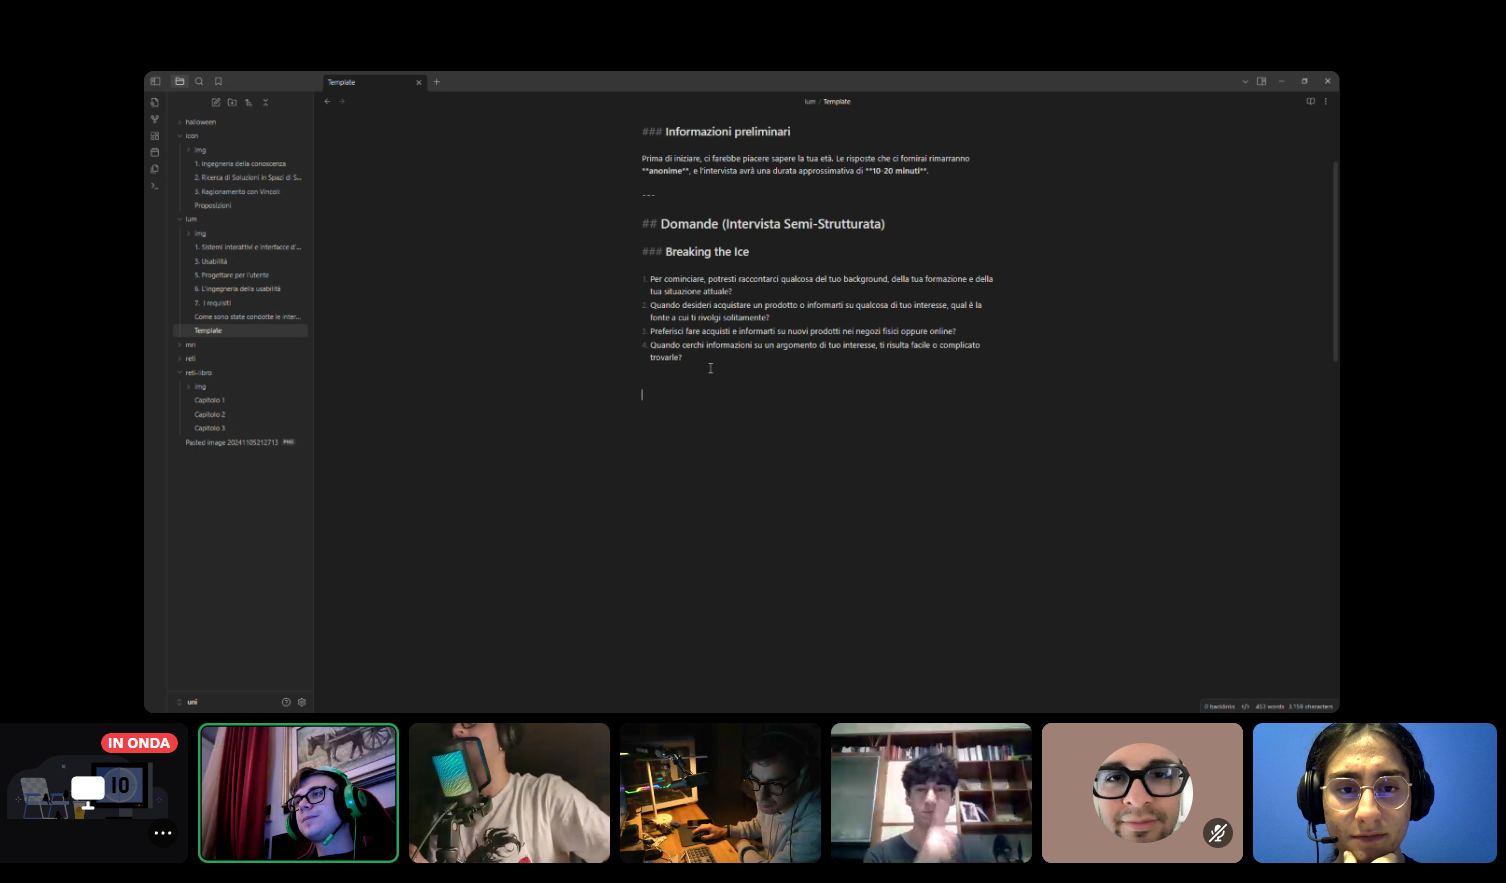 Template
ium / Template
halloween
icon
img
1. Ingegneria della conoscenza
2. Ricerca di Soluzioni in Spazi di S...
3. Ragionamento con Vincoli
Proposizioni
ium
img
1. Sistemi interattivi e interfacce d'...
3. Usabilità
5. Progettare per l'utente
6. L'ingegneria della usabilità
7. I requisiti
Come sono state condotte le inter...
Template
mri
reti
reti-libro
img
Capitolo 1
Capitolo 2
Capitolo 3
Pasted image 20241105212713 PNG
uni
### Informazioni preliminari
Prima di iniziare, ci farebbe piacere sapere la tua età. Le risposte che ci fornirai rimarranno
**anonime**, e l'intervista avrà una durata approssimativa di **10-20 minuti**.
---
## Domande (Intervista Semi-Strutturata)
### Breaking the Ice
1. Per cominciare, potresti raccontarci qualcosa del tuo background, della tua formazione e della
tua situazione attuale?
2. Quando desideri acquistare un prodotto o informarti su qualcosa di tuo interesse, qual è la
fonte a cui ti rivolgi solitamente?
3. Preferisci fare acquisti e informarti su nuovi prodotti nei negozi fisici oppure online?
4. Quando cerchi informazioni su un argomento di tuo interesse, ti risulta facile o complicato
trovarle?
0 backlinks 453 words 3,159 characters
IN ONDA
10